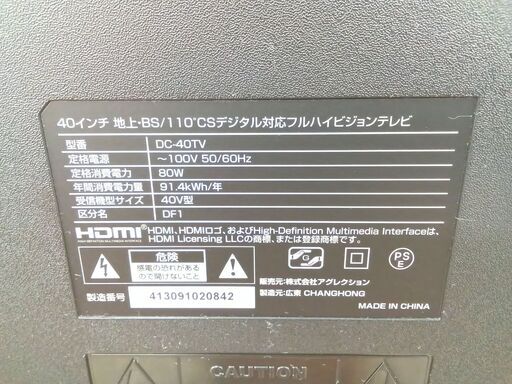 40インチ 地上・BS/110°CSデジタル対応フルハイビジョンテレビ
型番 DC-40TV
定格電源 ～100V 50/60Hz
定格消費電力 80W
年間消費電力量 91.4kWh/年
受信機型サイズ 40V型
区分名 DF1
HDMI HDMI、HDMIロゴ、およびHigh-Definition Multimedia Interfaceは、
HIGH-DEFINITION MULTIMEDIA INTERFACE HDMI Licensing LLCの商標、または登録商標です。
危険
感電の恐れがある
ので開けないこと
G
PS
E
製造番号 413091020842
販売元：株式会社アグレクション
製造元：広東 CHANGHONG
MADE IN CHINA
CAUTION